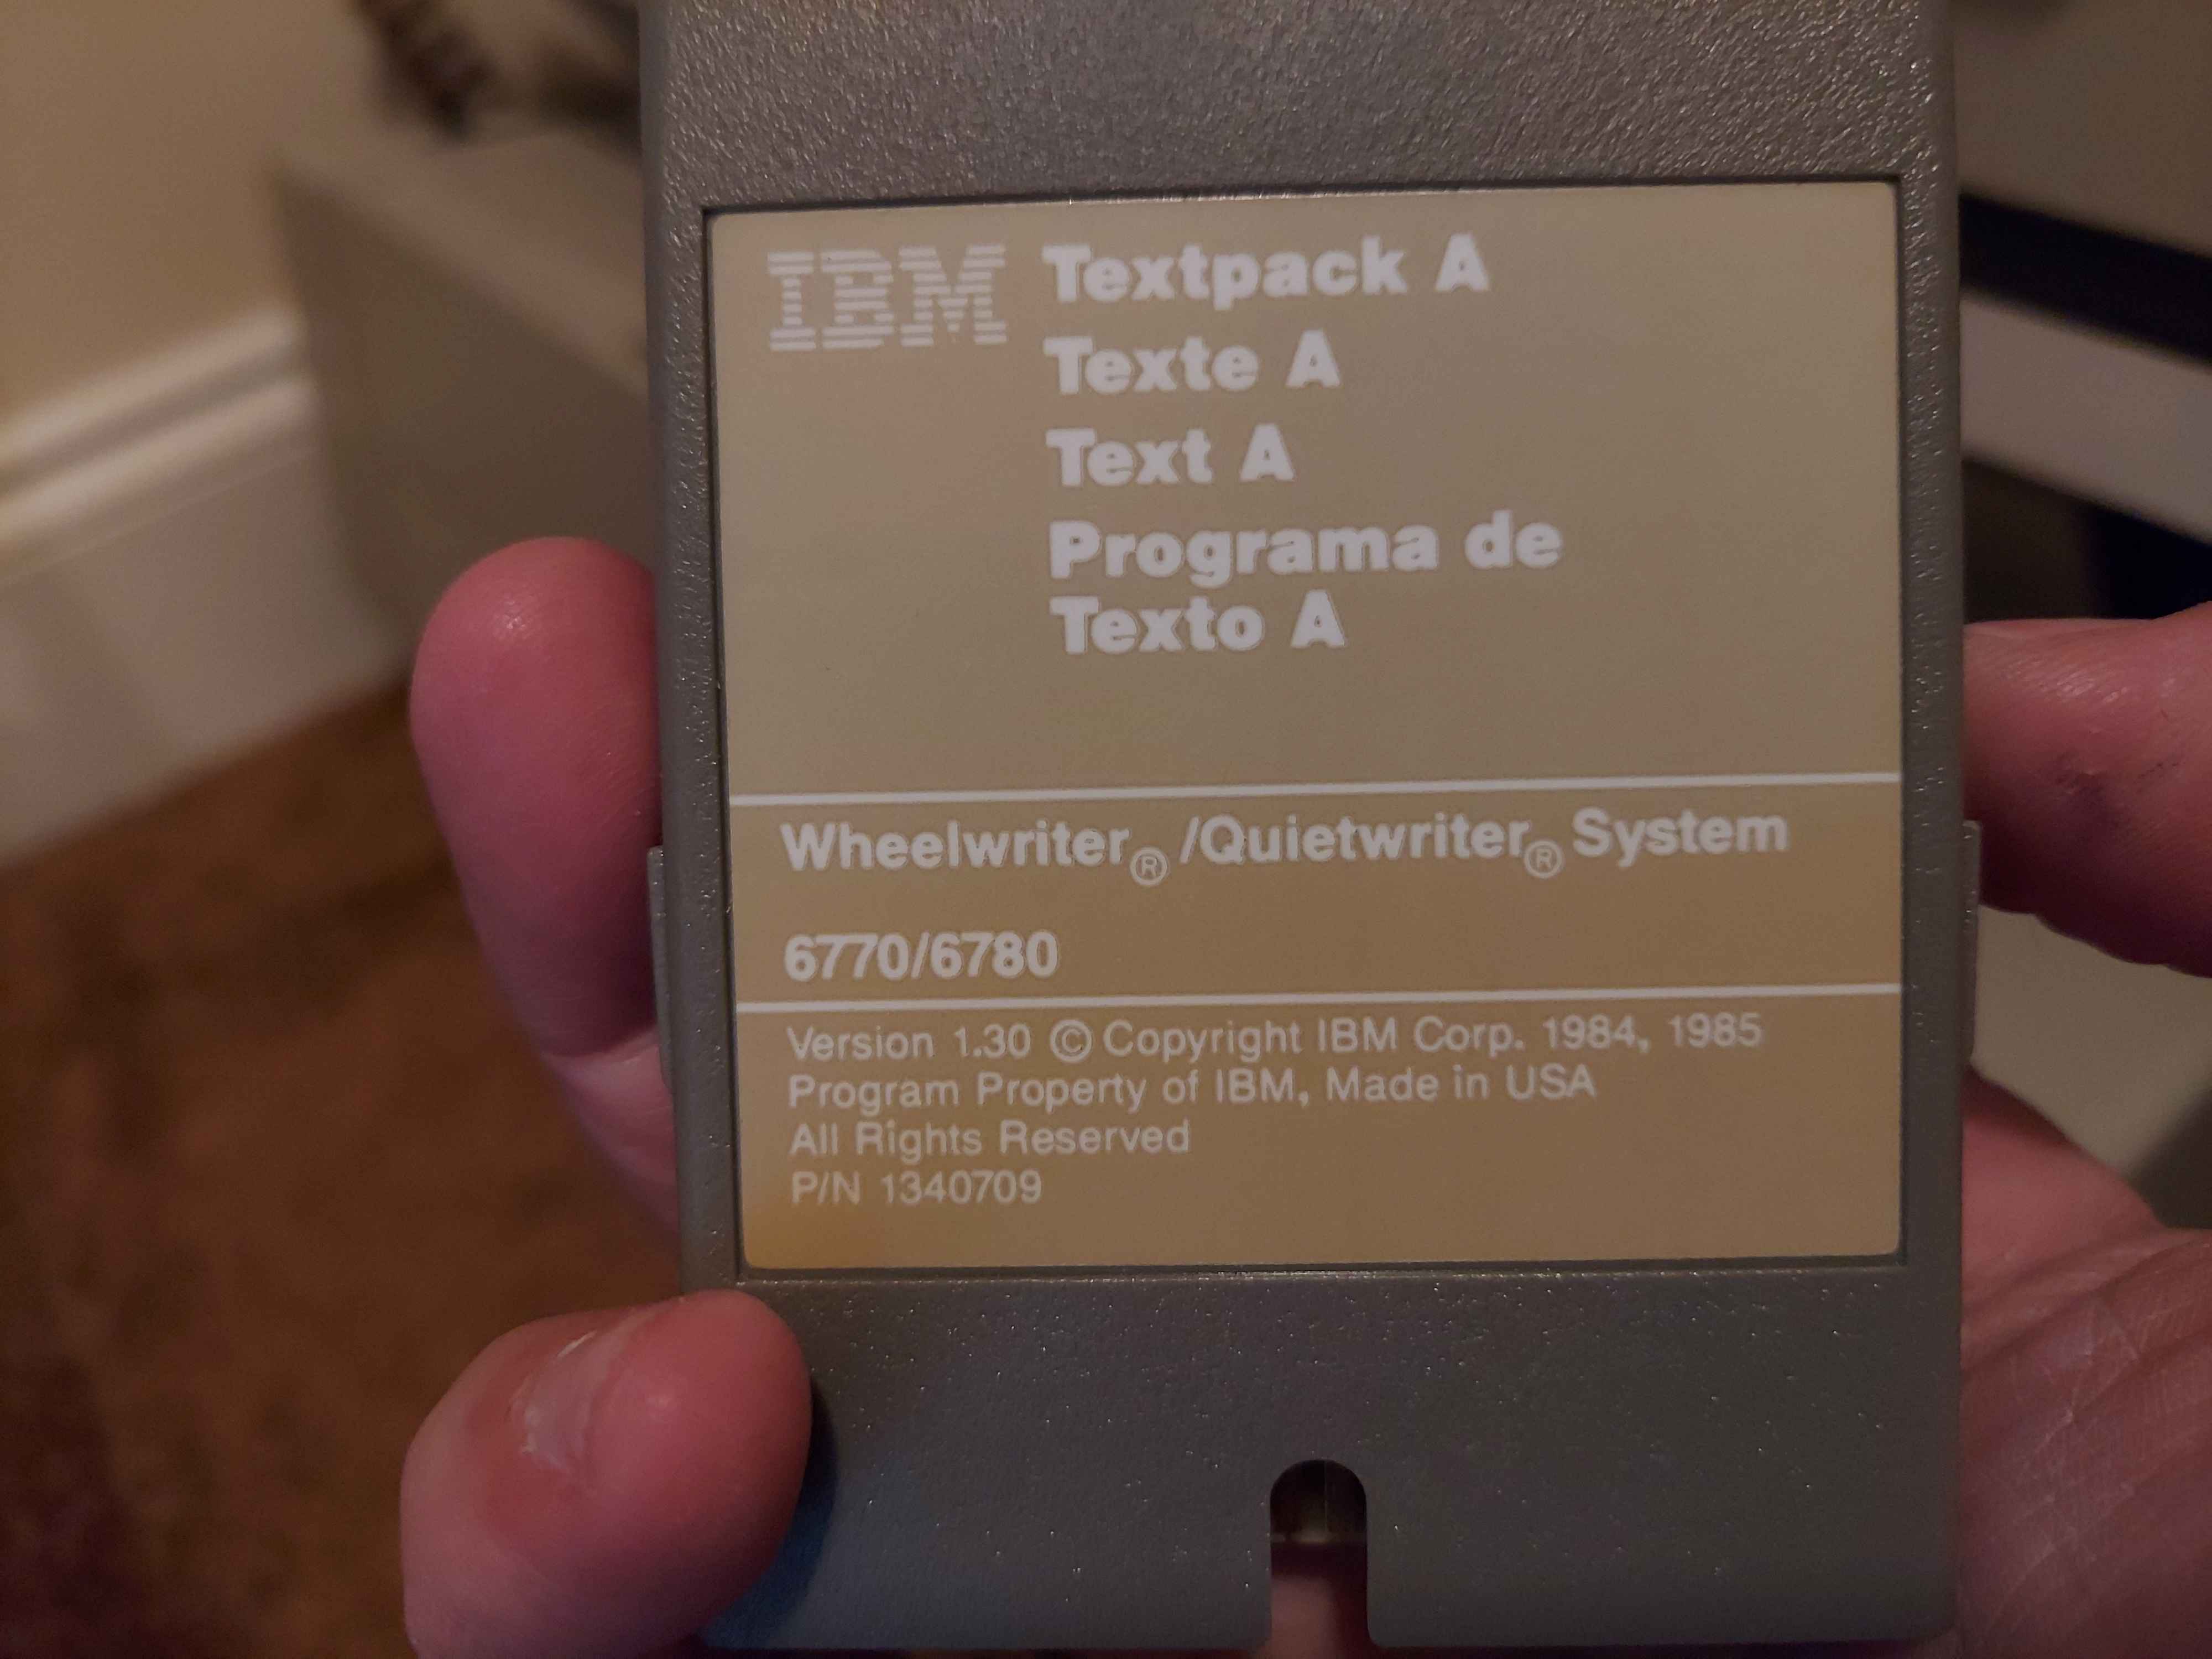 IBM Textpack A
Texte A
Text A
Programa de
Texto A
Wheelwriter® /Quietwriter® System
6770/6780
Version 1.30 © Copyright IBM Corp. 1984, 1985
Program Property of IBM, Made in USA
All Rights Reserved
P/N 1340709